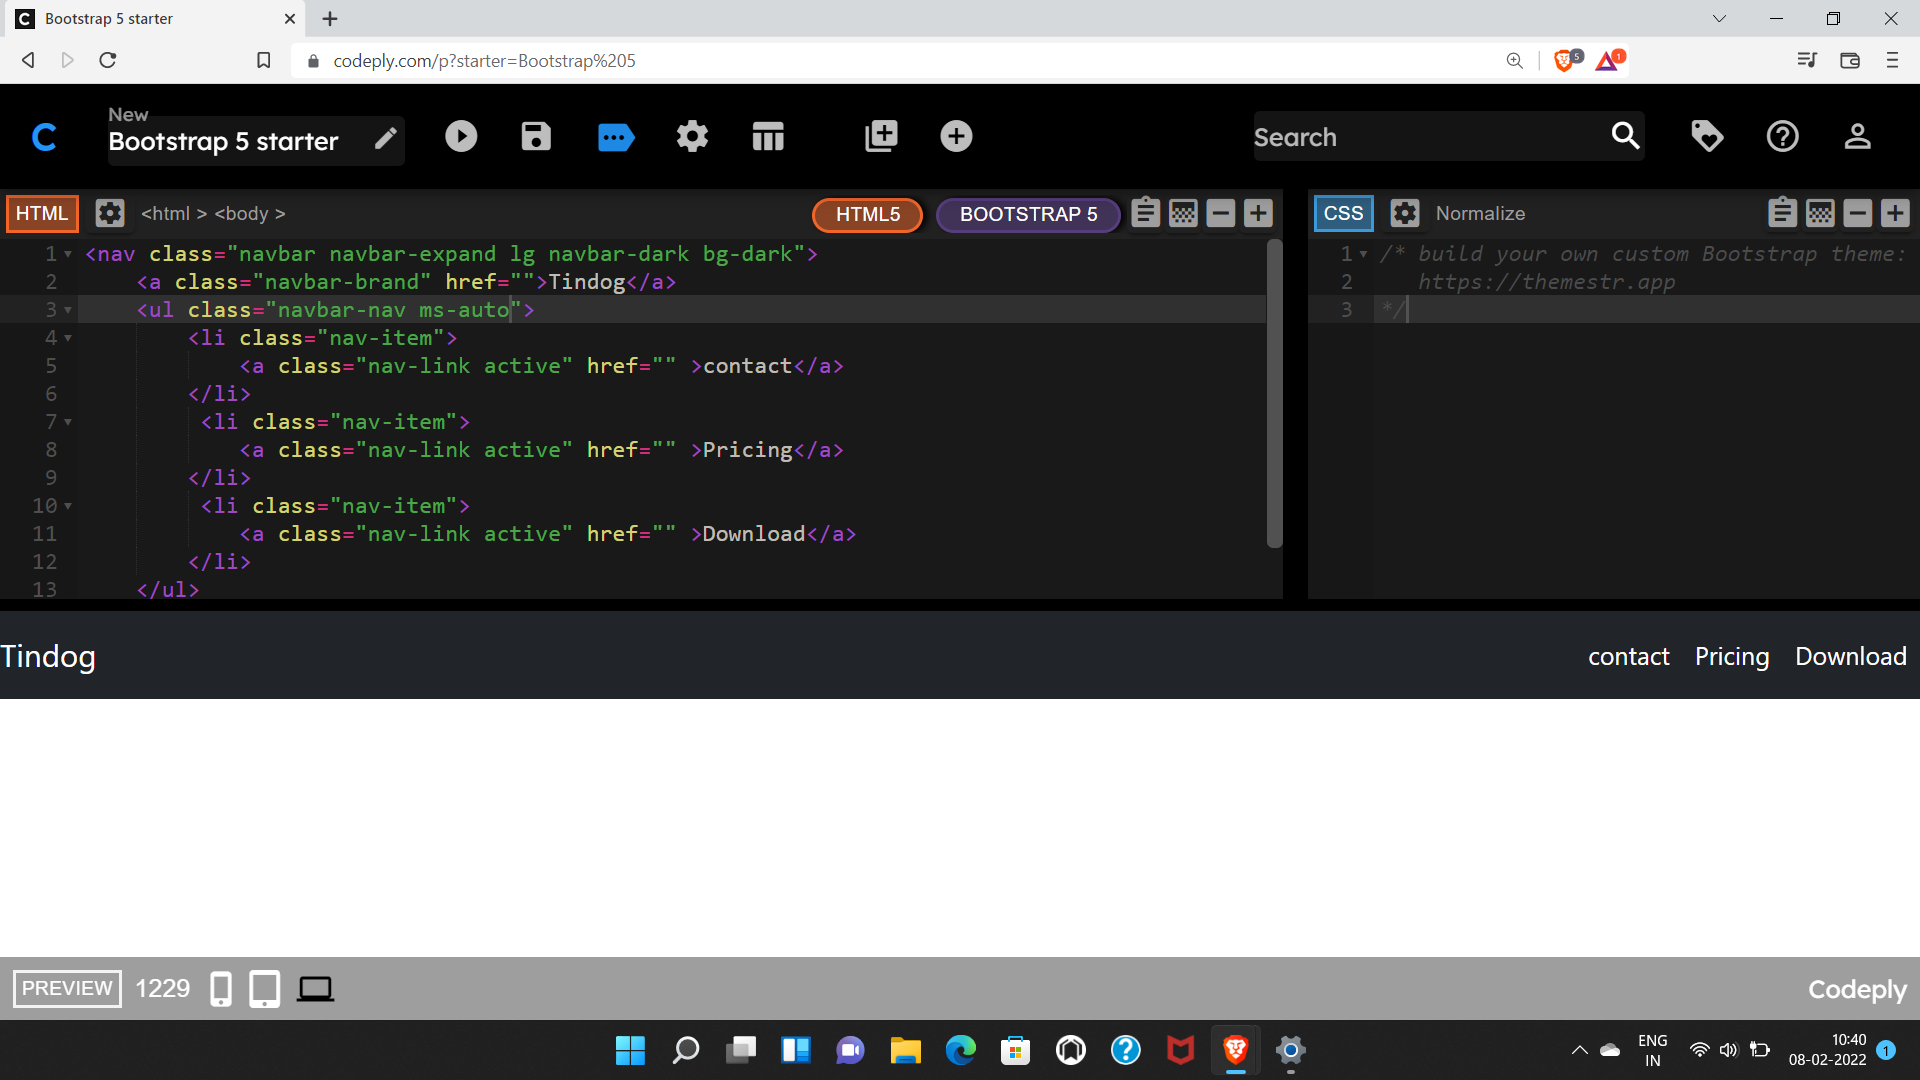 Bootstrap 5 starter
codeply.com/p?starter=Bootstrap%205
5
1
C
New
Bootstrap 5 starter
Search
HTML
<html > <body >
HTML5
BOOTSTRAP 5
CSS
Normalize
1 <nav class="navbar navbar-expand lg navbar-dark bg-dark">
2 <a class="navbar-brand" href="">Tindog</a>
3 <ul class="navbar-nav ms-auto">
4 <li class="nav-item">
5 <a class="nav-link active" href="" >contact</a>
6 </li>
7 <li class="nav-item">
8 <a class="nav-link active" href="" >Pricing</a>
9 </li>
10 <li class="nav-item">
11 <a class="nav-link active" href="" >Download</a>
12 </li>
13 </ul>
1 /* build your own custom Bootstrap theme:
2 https://themestr.app
3 */
Tindog
contact Pricing Download
PREVIEW 1229
Codeply
ENG
IN
10:40
08-02-2022
1